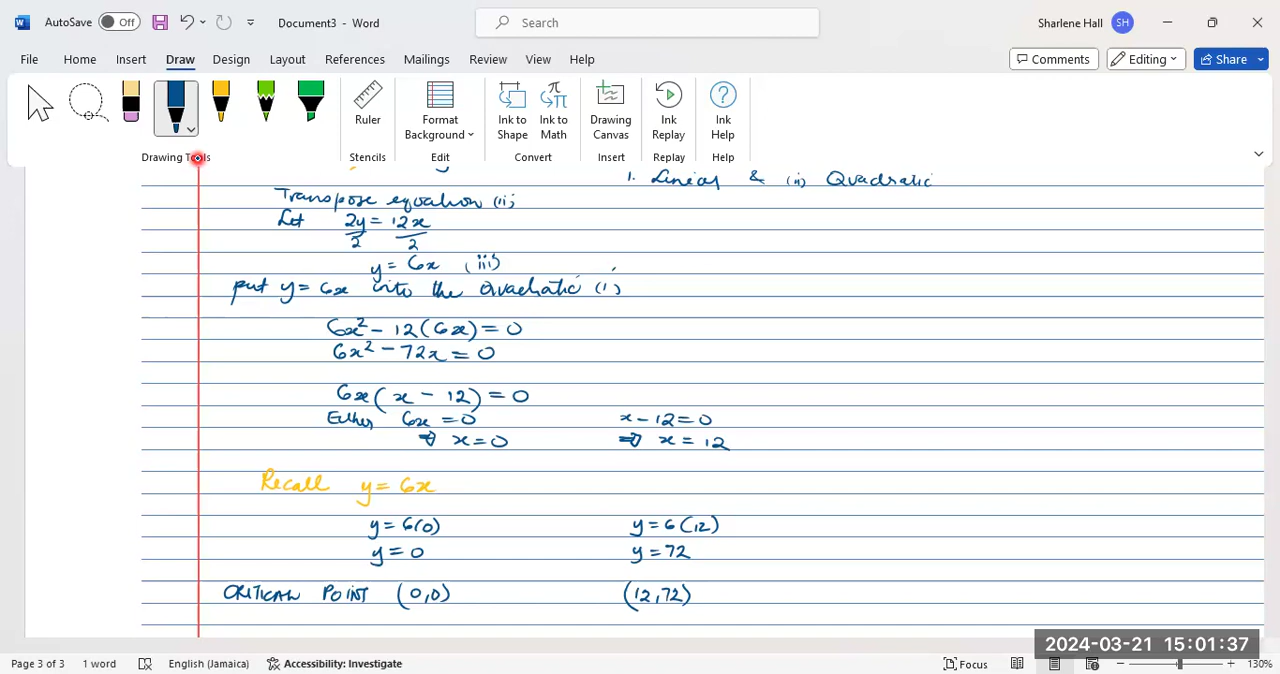 AutoSave Off Document3 - Word Search Sharlene Hall SH
File Home Insert Draw Design Layout References Mailings Review View Help Comments Editing Share
Ruler Format Background Ink to Shape Ink to Math Drawing Canvas Ink Replay Ink Help
Drawing Tools Stencils Edit Convert Insert Replay Help
1. Linear & (ii) Quadratic
Transpose equation (ii)
Let 2y/2 = 12x/2
y = 6x (iii)
put y = 6x into the Quadratic (i)
6x² - 12(6x) = 0
6x² - 72x = 0
6x(x - 12) = 0
Either 6x = 0 x - 12 = 0
⇒ x = 0 ⇒ x = 12
Recall y = 6x
y = 6(0) y = 6(12)
y = 0 y = 72
CRITICAL POINT (0,0) (12,72)
2024-03-21 15:01:37
Page 3 of 3 1 word English (Jamaica) Accessibility: Investigate Focus 130%